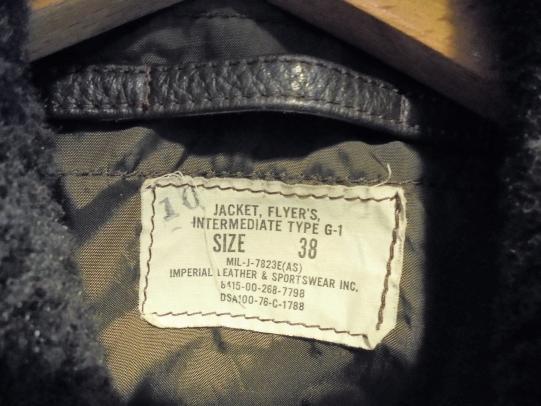 10
JACKET, FLYER'S,
INTERMEDIATE TYPE G-1
SIZE 38
MIL-J-7823E(AS)
IMPERIAL LEATHER & SPORTSWEAR INC.
8415-00-268-7798
DSA100-76-C-1788